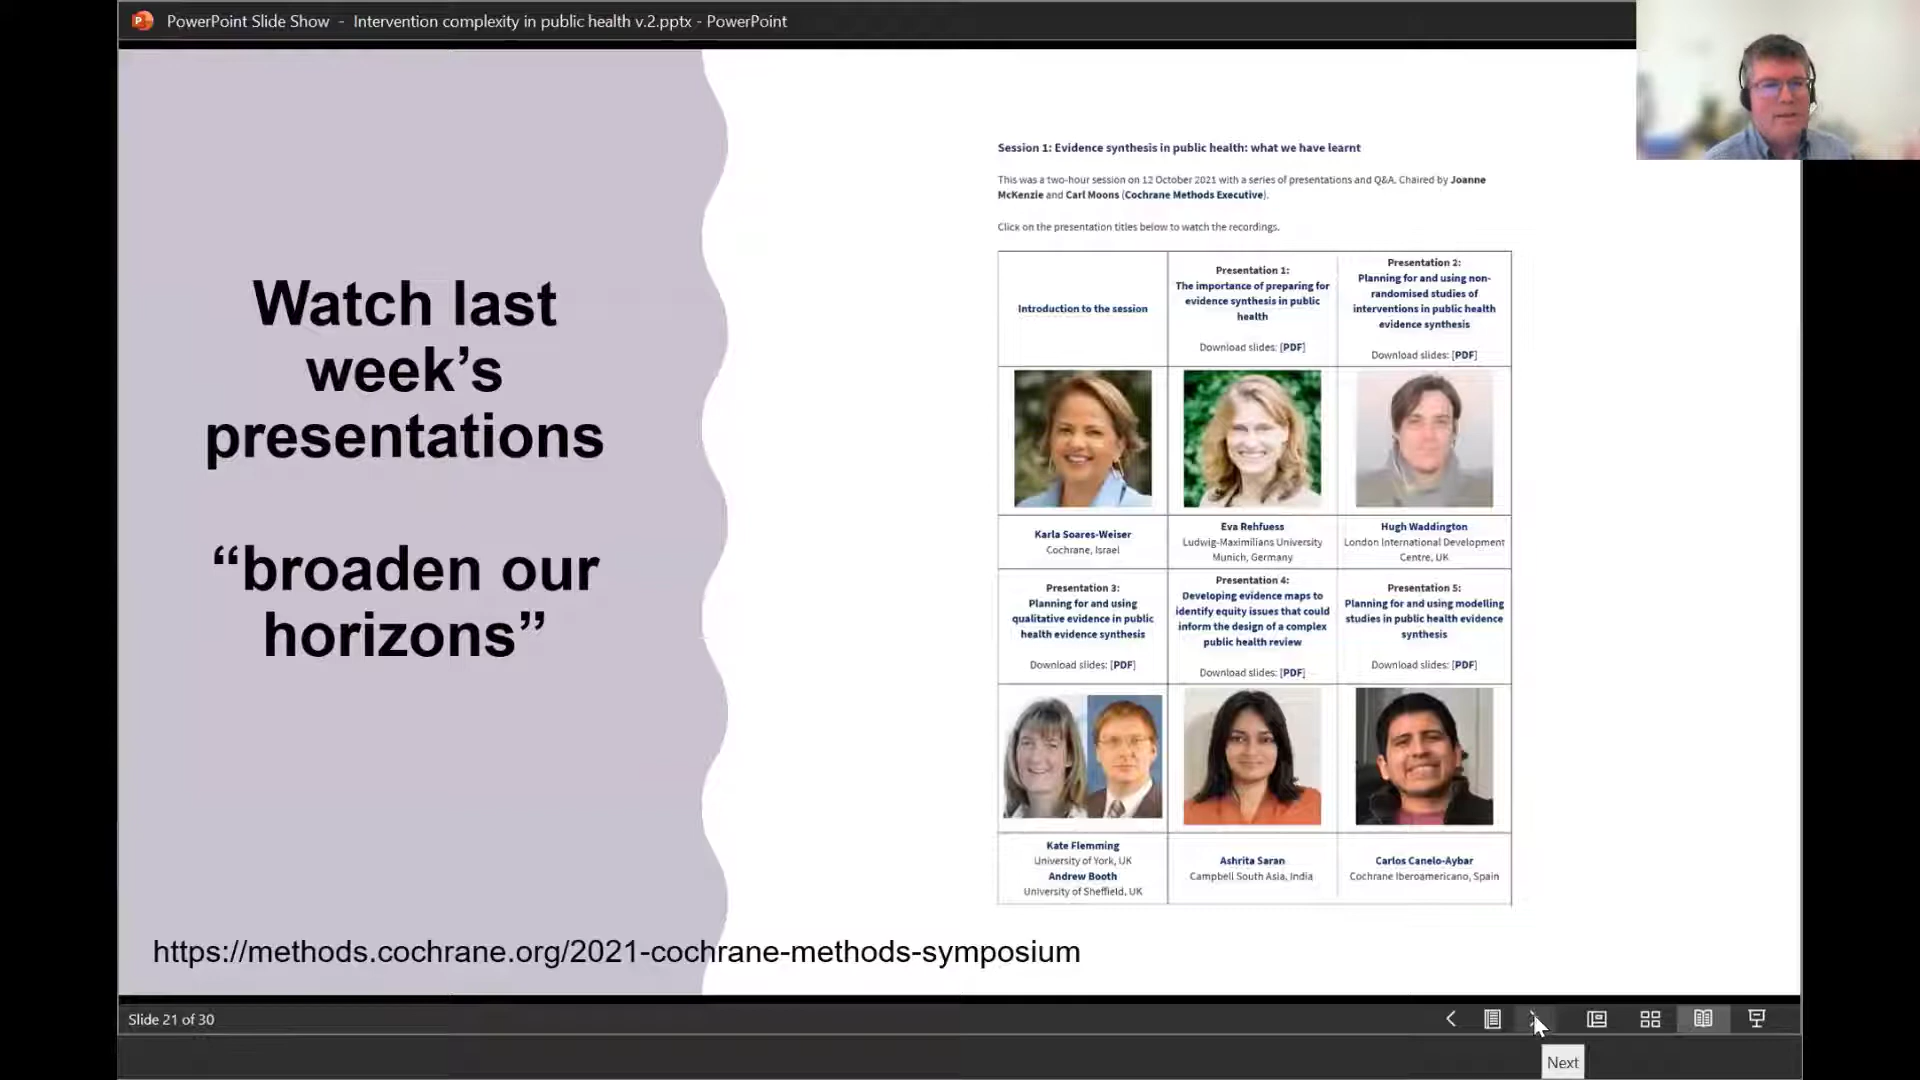 PowerPoint Slide Show - Intervention complexity in public health v.2.pptx - PowerPoint
Watch last
week’s
presentations
“broaden our
horizons”
https://methods.cochrane.org/2021-cochrane-methods-symposium
Session 1: Evidence synthesis in public health: what we have learnt
This was a two-hour session on 12 October 2021 with a series of presentations and Q&A. Chaired by Joanne
McKenzie and Carl Moons (Cochrane Methods Executive).
Click on the presentation titles below to watch the recordings.
Introduction to the session
Presentation 1:
The importance of preparing for
evidence synthesis in public
health
Download slides: [PDF]
Presentation 2:
Planning for and using non-
randomised studies of
interventions in public health
evidence synthesis
Download slides: [PDF]
Karla Soares-Weiser
Cochrane, Israel
Eva Rehfuess
Ludwig-Maximilians University
Munich, Germany
Hugh Waddington
London International Development
Centre, UK
Presentation 3:
Planning for and using
qualitative evidence in public
health evidence synthesis
Download slides: [PDF]
Presentation 4:
Developing evidence maps to
identify equity issues that could
inform the design of a complex
public health review
Download slides: [PDF]
Presentation 5:
Planning for and using modelling
studies in public health evidence
synthesis
Download slides: [PDF]
Kate Flemming
University of York, UK
Andrew Booth
University of Sheffield, UK
Ashrita Saran
Campbell South Asia, India
Carlos Canelo-Aybar
Cochrane Iberoamericano, Spain
Slide 21 of 30
Next